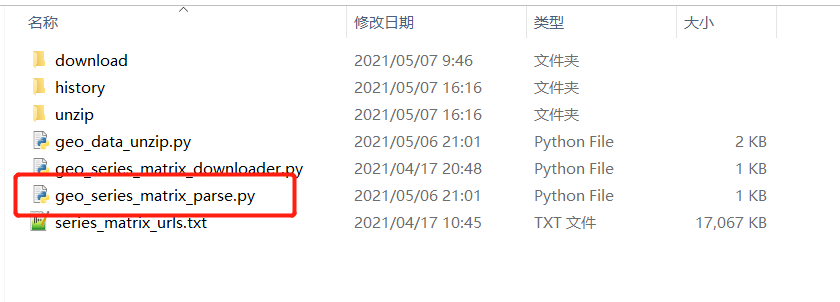 名称 修改日期 类型 大小
download 2021/05/07 9:46 文件夹
history 2021/05/07 16:16 文件夹
unzip 2021/05/07 16:16 文件夹
geo_data_unzip.py 2021/05/06 21:01 Python File 2 KB
geo_series_matrix_downloader.py 2021/04/17 20:48 Python File 1 KB
geo_series_matrix_parse.py 2021/05/06 21:01 Python File 1 KB
series_matrix_urls.txt 2021/04/17 10:45 TXT 文件 17,067 KB